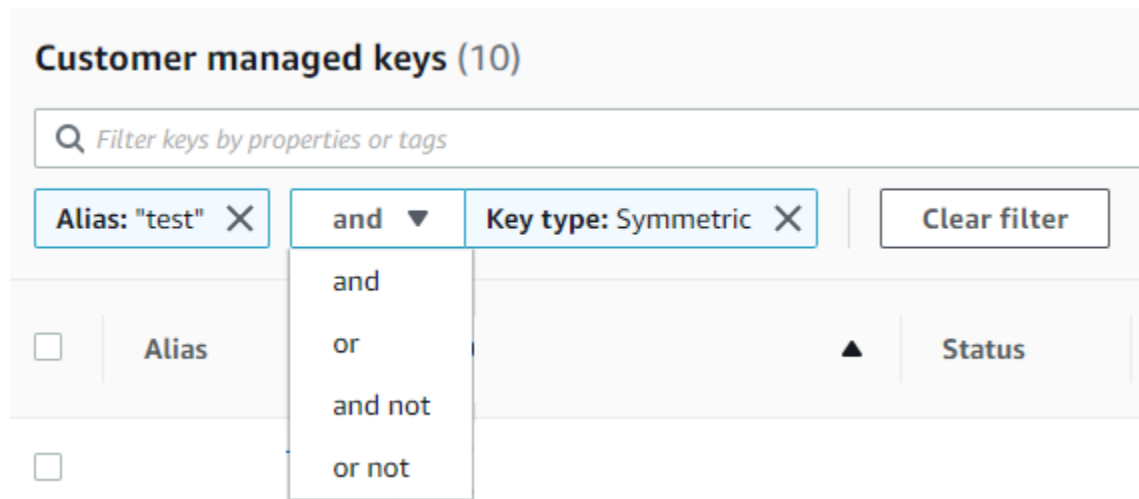 Customer managed keys (10)
Filter keys by properties or tags
Alias: "test" and Key type: Symmetric Clear filter
and
Alias or Status
and not
or not